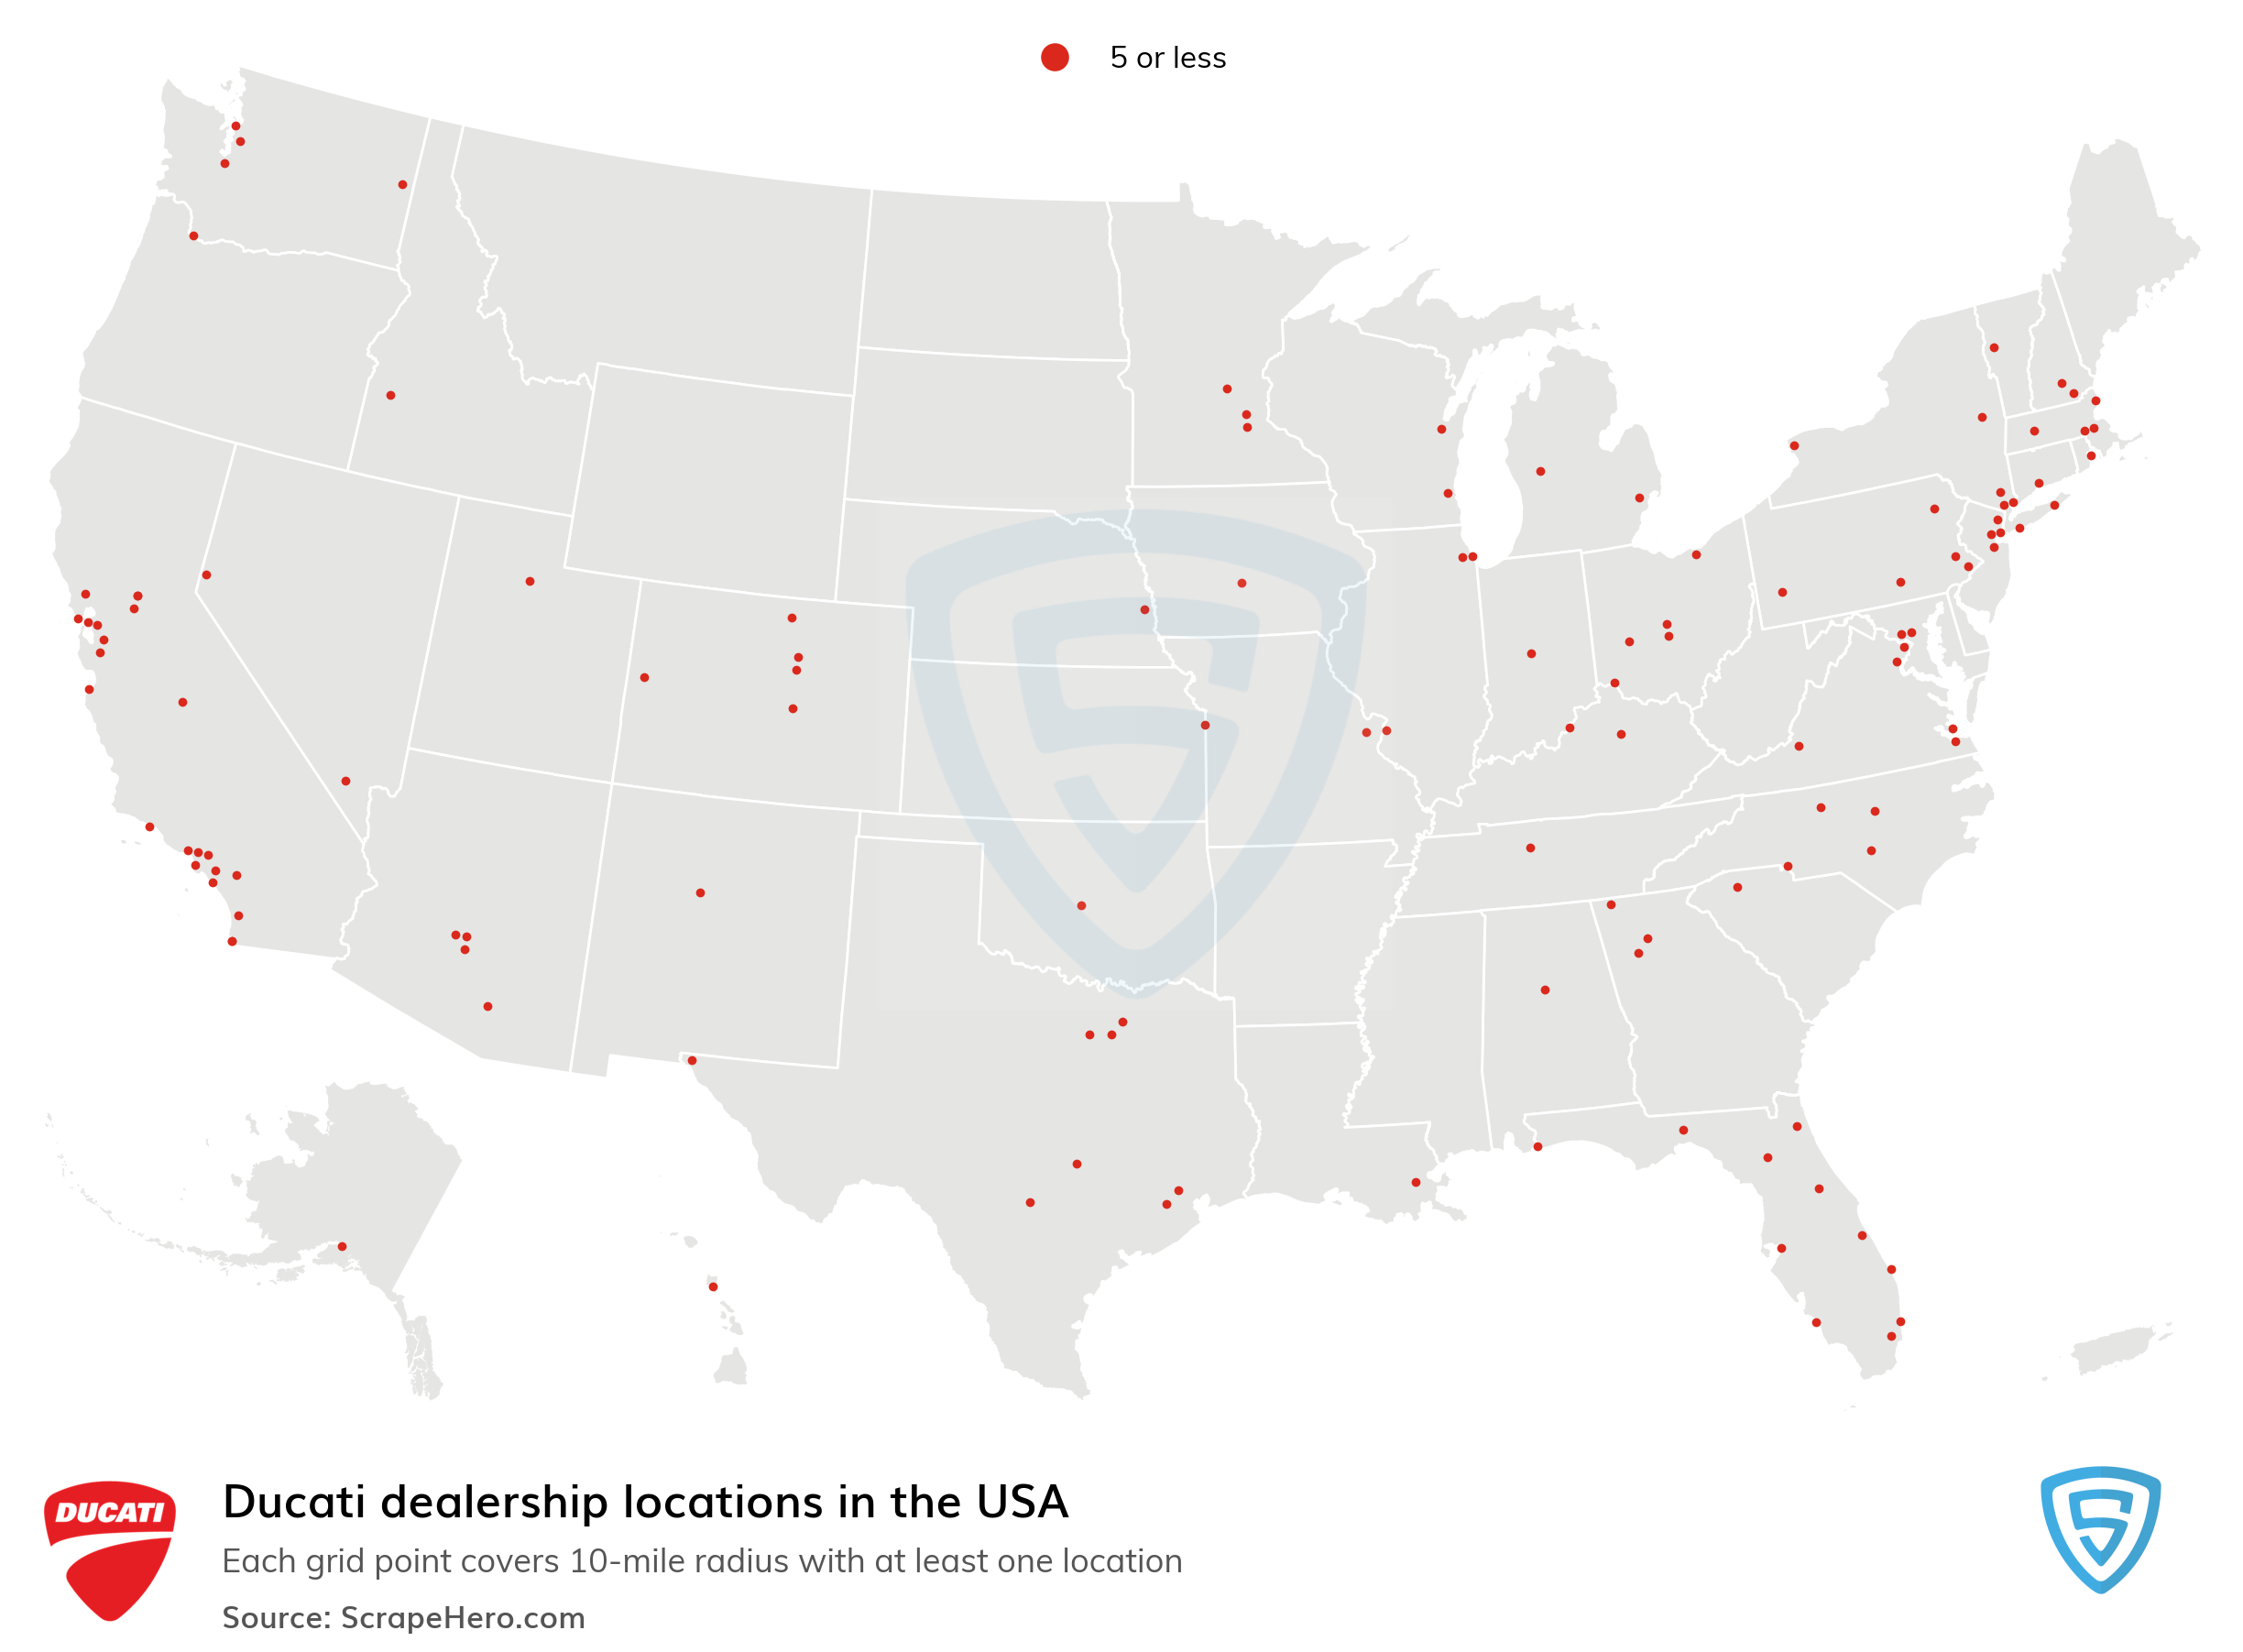 5 or less
DUCATI
Ducati dealership locations in the USA
Each grid point covers 10-mile radius with at least one location
Source: ScrapeHero.com